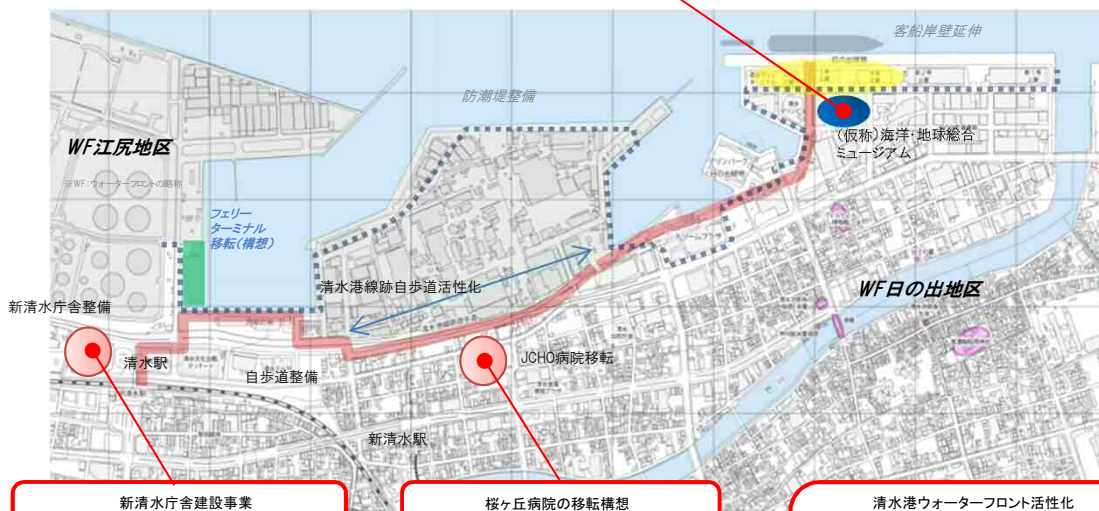 客船岸壁延伸
防潮堤整備
(仮称)海洋・地球総合
ミュージアム
WF江尻地区
※WF:ウォーターフロントの略称
フェリー
ターミナル
移転(構想)
清水港線跡自歩道活性化
WF日の出地区
新清水庁舎整備
清水駅
自歩道整備
JCHO病院移転
新清水駅
新清水庁舎建設事業
桜ヶ丘病院の移転構想
清水港ウォーターフロント活性化